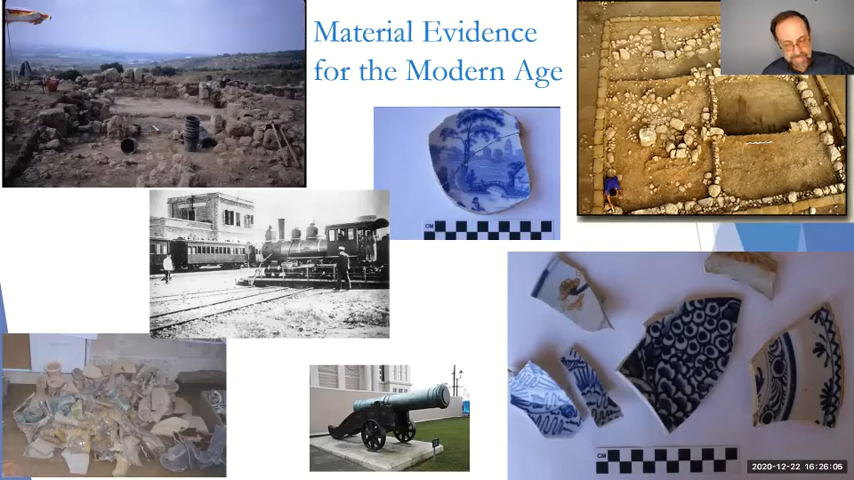 Material Evidence
for the Modern Age
CM
CM
2020-12-22 16:26:05